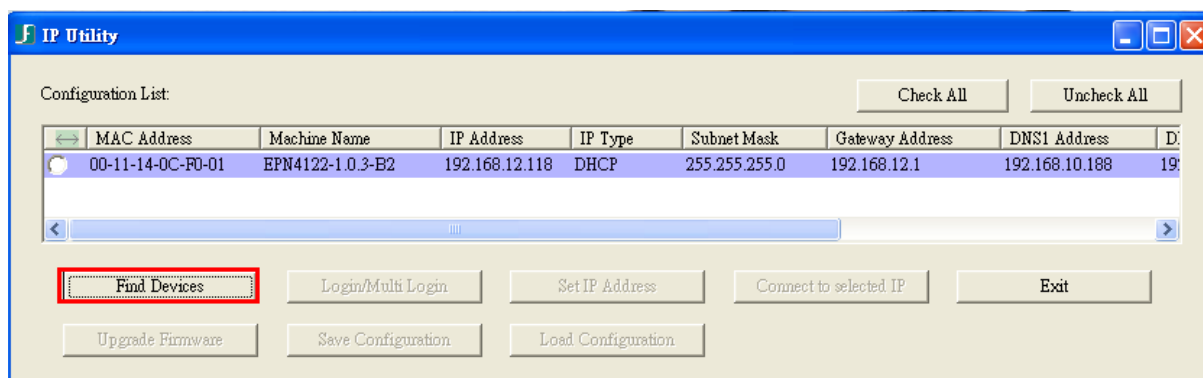 IP Utility
Configuration List: Check All Uncheck All
MAC Address Machine Name IP Address IP Type Subnet Mask Gateway Address DNS1 Address D
00-11-14-0C-F0-01 EPN4122-1.0.3-B2 192.168.12.118 DHCP 255.255.255.0 192.168.12.1 192.168.10.188 19
Find Devices Login/Multi Login Set IP Address Connect to selected IP Exit
Upgrade Firmware Save Configuration Load Configuration